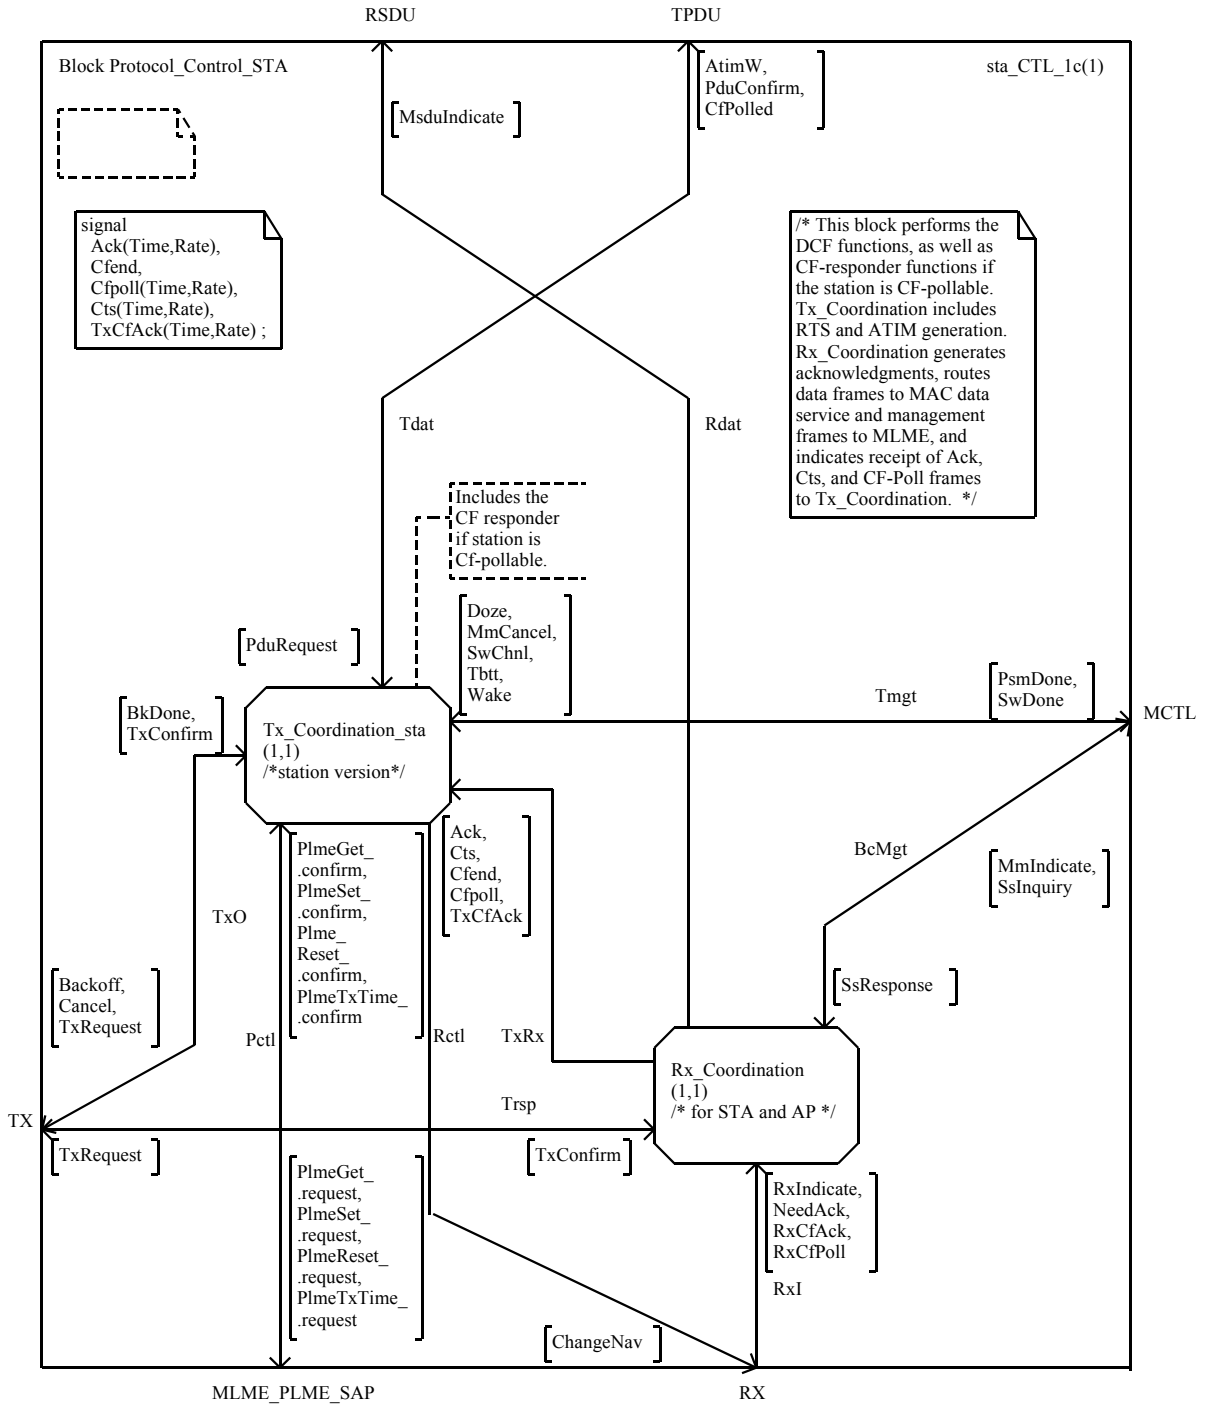 RSDU
TPDU
Block Protocol_Control_STA
sta_CTL_1c(1)
MsduIndicate
AtimW,
PduConfirm,
CfPolled
signal
Ack(Time,Rate),
Cfend,
Cfpoll(Time,Rate),
Cts(Time,Rate),
TxCfAck(Time,Rate) ;
/* This block performs the
DCF functions, as well as
CF-responder functions if
the station is CF-pollable.
Tx_Coordination includes
RTS and ATIM generation.
Rx_Coordination generates
acknowledgments, routes
data frames to MAC data
service and management
frames to MLME, and
indicates receipt of Ack,
Cts, and CF-Poll frames
to Tx_Coordination. */
Tdat
Rdat
Includes the
CF responder
if station is
Cf-pollable.
PduRequest
Doze,
MmCancel,
SwChnl,
Tbtt,
Wake
Tmgt
PsmDone,
SwDone
MCTL
BkDone,
TxConfirm
Tx_Coordination_sta
(1,1)
/*station version*/
PlmeGet_
.confirm,
PlmeSet_
.confirm,
Plme_
Reset_
.confirm,
PlmeTxTime_
.confirm
Ack,
Cts,
Cfend,
Cfpoll,
TxCfAck
BcMgt
MmIndicate,
SsInquiry
TxO
Backoff,
Cancel,
TxRequest
SsResponse
Pctl
Rctl
TxRx
Rx_Coordination
(1,1)
/* for STA and AP */
TX
Trsp
TxRequest
TxConfirm
PlmeGet_
.request,
PlmeSet_
.request,
PlmeReset_
.request,
PlmeTxTime_
.request
RxIndicate,
NeedAck,
RxCfAck,
RxCfPoll
RxI
ChangeNav
MLME_PLME_SAP
RX